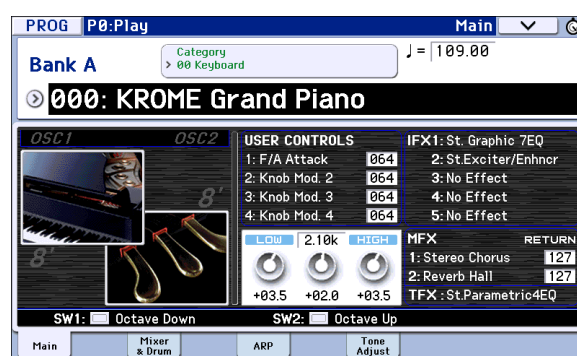 PROG P0:Play Main
Bank A
Category
00 Keyboard
♩= 109.00
000: KROME Grand Piano
OSC1 OSC2
8'
8'
USER CONTROLS
1: F/A Attack 064
2: Knob Mod. 2 064
3: Knob Mod. 3 064
4: Knob Mod. 4 064
LOW 2.10k HIGH
+03.5 +02.0 +03.5
IFX1: St. Graphic 7EQ
2: St.Exciter/Enhncr
3: No Effect
4: No Effect
5: No Effect
MFX RETURN
1: Stereo Chorus 127
2: Reverb Hall 127
TFX : St.Parametric4EQ
SW1: Octave Down SW2: Octave Up
Main
Mixer
& Drum
ARP
Tone
Adjust